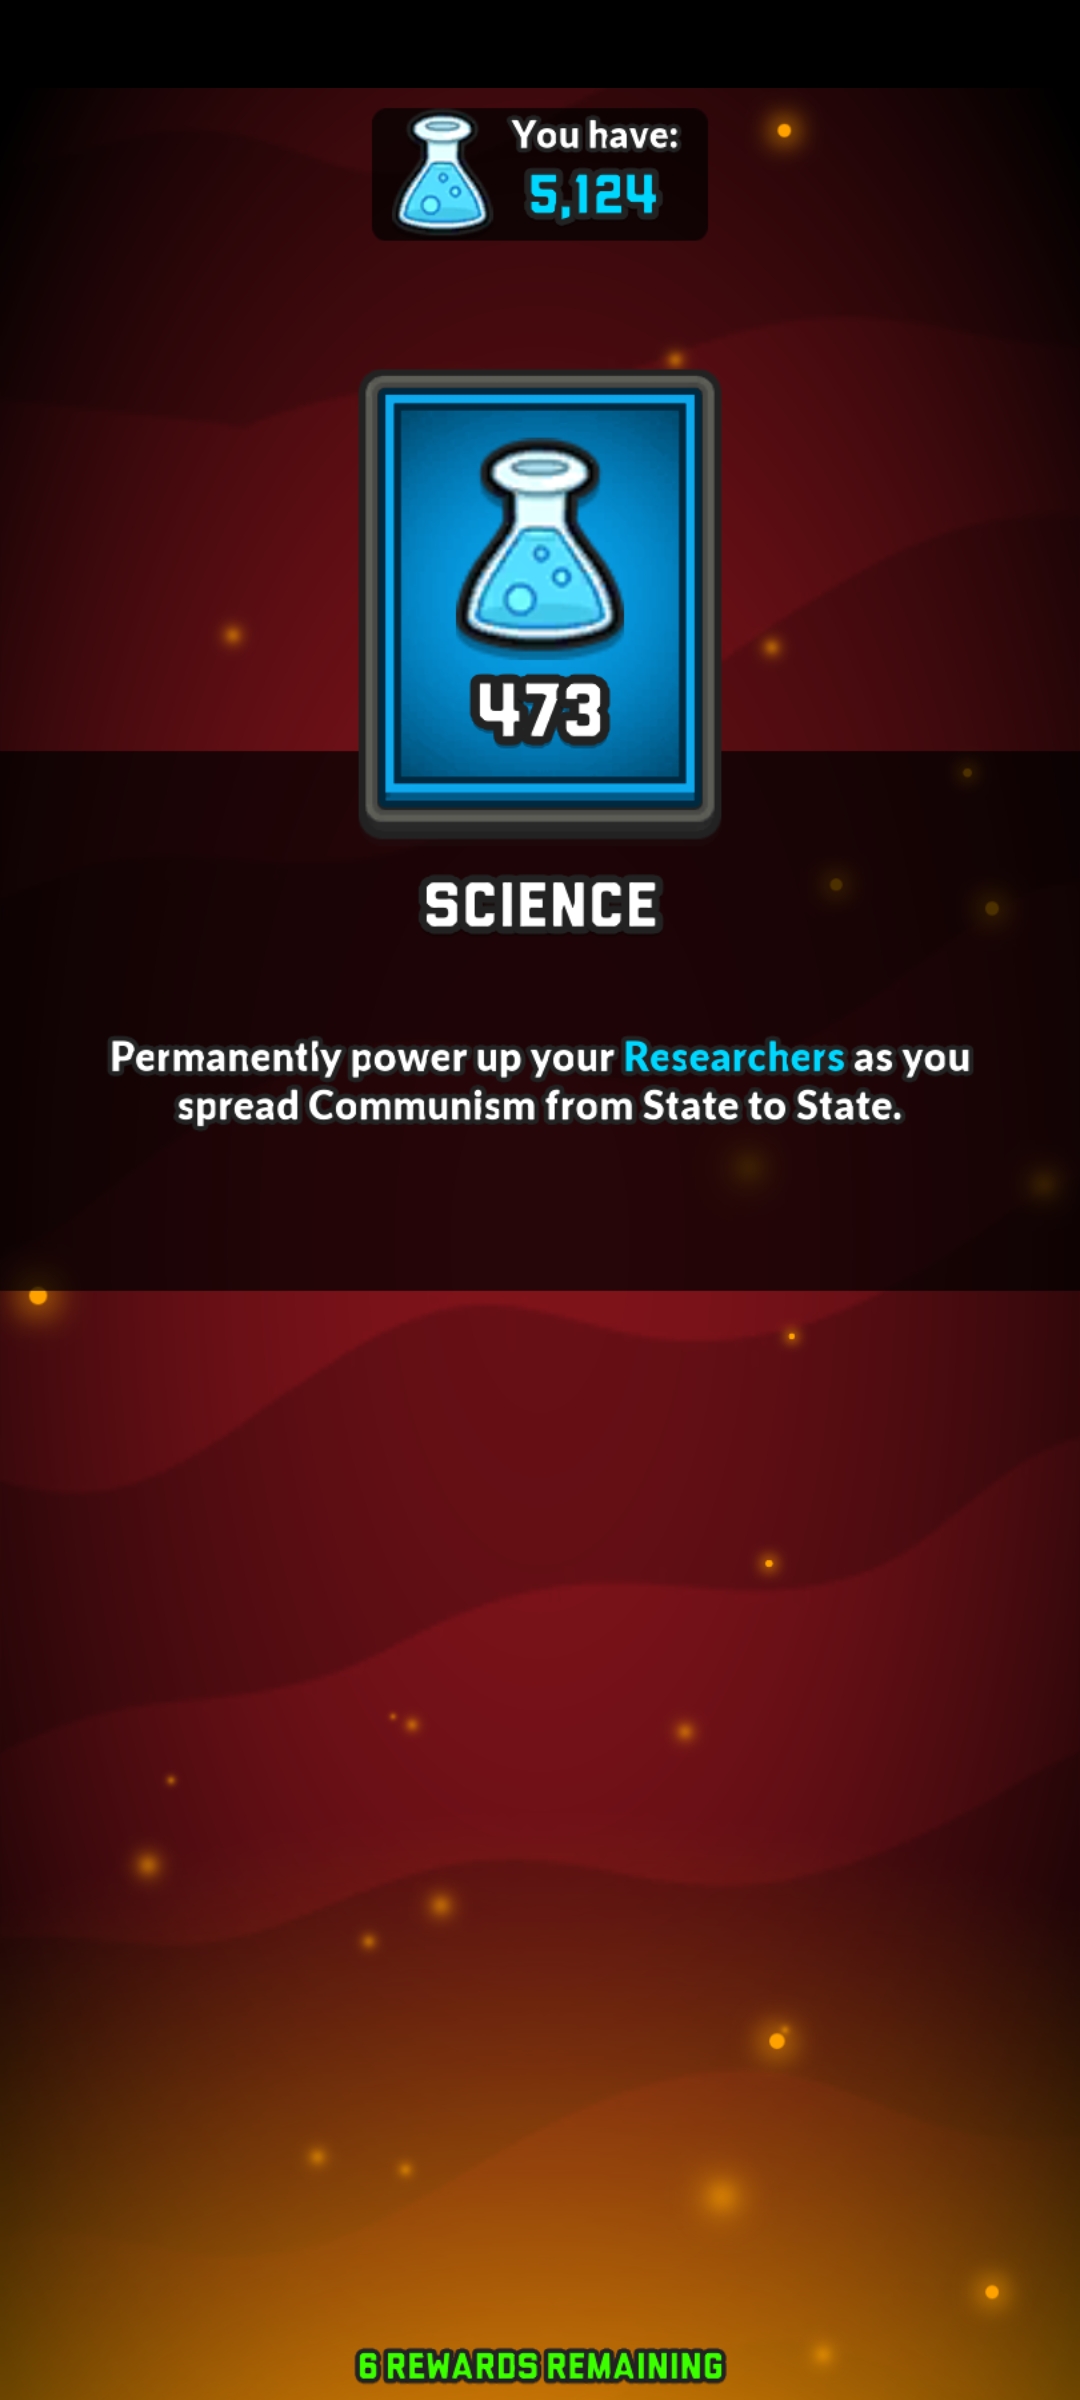 You have:
5,124
473
SCIENCE
Permanently power up your Researchers as you
spread Communism from State to State.
6 REWARDS REMAINING